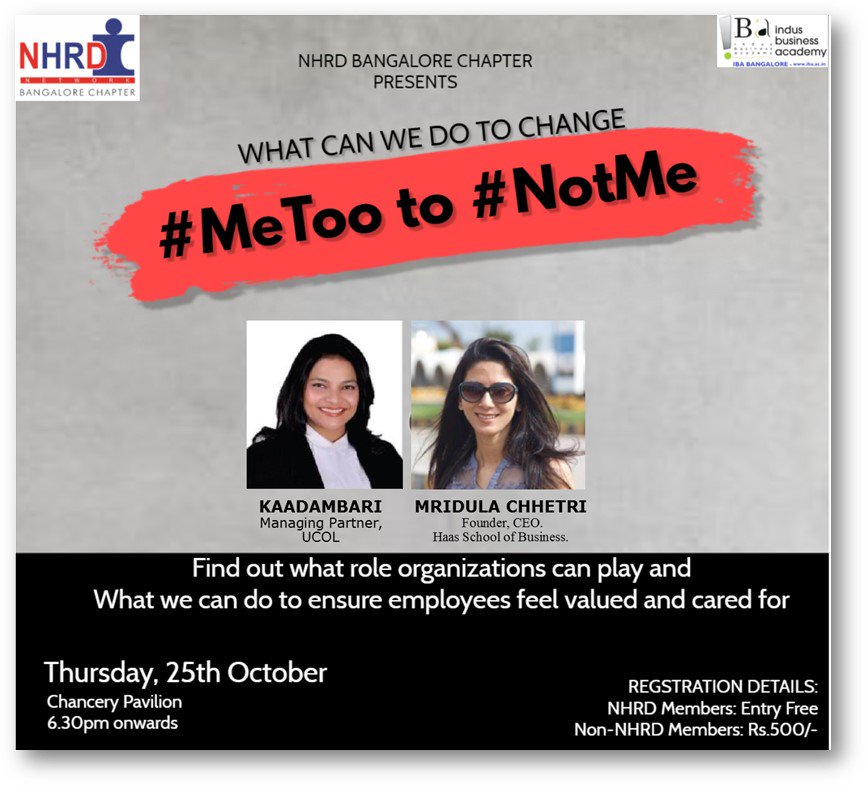 NHRD
NETWORK
BANGALORE CHAPTER
iBa
indus
business
academy
IBA BANGALORE - www.iba.ac.in
NHRD BANGALORE CHAPTER
PRESENTS
WHAT CAN WE DO TO CHANGE
#MeToo to #NotMe
KAADAMBARI
Managing Partner,
UCOL
MRIDULA CHHETRI
Founder, CEO.
Haas School of Business.
Find out what role organizations can play and
What we can do to ensure employees feel valued and cared for
Thursday, 25th October
Chancery Pavilion
6.30pm onwards
REGSTRATION DETAILS:
NHRD Members: Entry Free
Non-NHRD Members: Rs.500/-